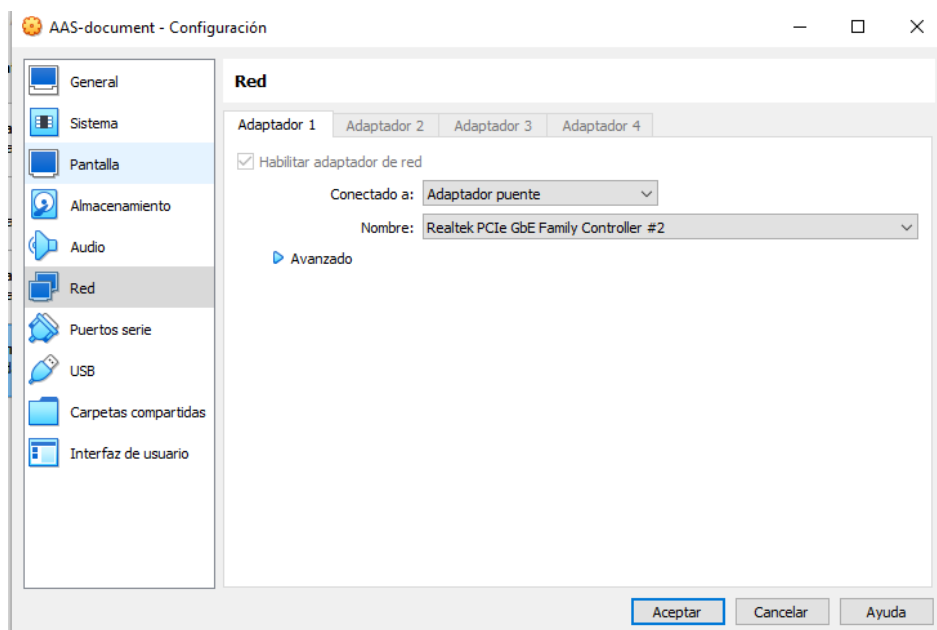 AAS-document - Configuración
General
Sistema
Pantalla
Almacenamiento
Audio
Red
Puertos serie
USB
Carpetas compartidas
Interfaz de usuario
Red
Adaptador 1 Adaptador 2 Adaptador 3 Adaptador 4
Habilitar adaptador de red
Conectado a: Adaptador puente
Nombre: Realtek PCIe GbE Family Controller #2
Avanzado
Aceptar Cancelar Ayuda